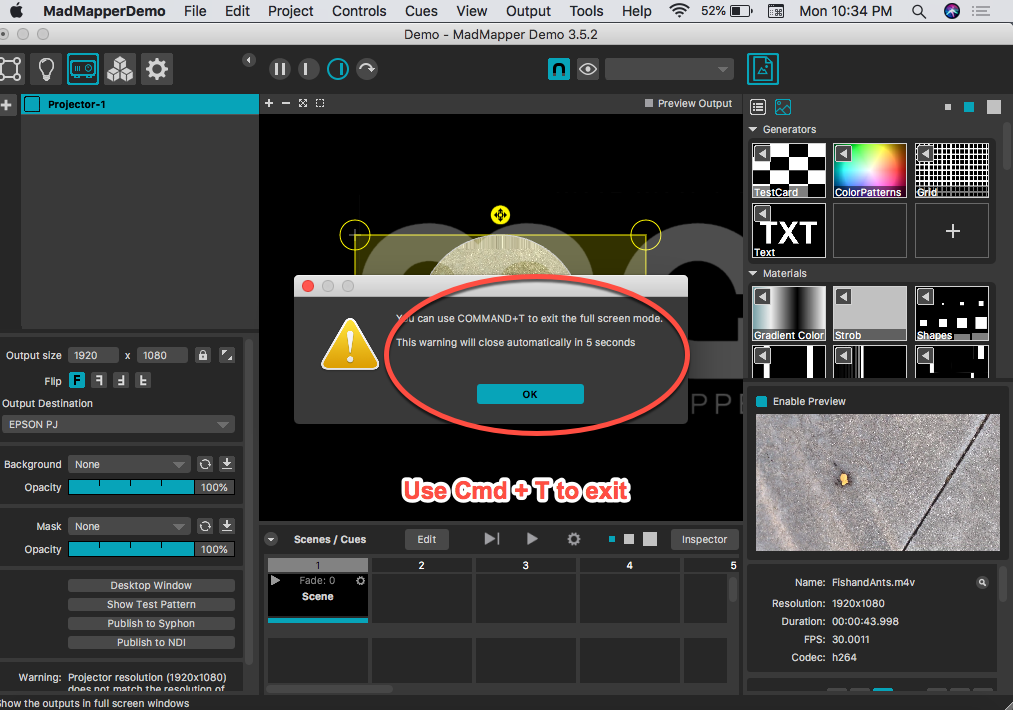 MadMapperDemo File Edit Project Controls Cues View Output Tools Help 52% Mon 10:34 PM
Demo - MadMapper Demo 3.5.2
Projector-1
Preview Output
Generators
TestCard
ColorPatterns
Grid
TXT
Text
Materials
Gradient Color
Strob
Shapes
You can use COMMAND+T to exit the full screen mode.
This warning will close automatically in 5 seconds
OK
PPE
Use Cmd + T to exit
Output size 1920 x 1080
Flip F F F F
Output Destination
EPSON PJ
Background None
Opacity 100%
Mask None
Opacity 100%
Desktop Window
Show Test Pattern
Publish to Syphon
Publish to NDI
Warning: Projector resolution (1920x1080)
does not match the resolution of
Show the outputs in full screen windows
Scenes / Cues Edit Inspector
1 2 3 4 5
Fade: 0
Scene
Enable Preview
Name: FishandAnts.m4v
Resolution: 1920x1080
Duration: 00:00:43.998
FPS: 30.0011
Codec: h264